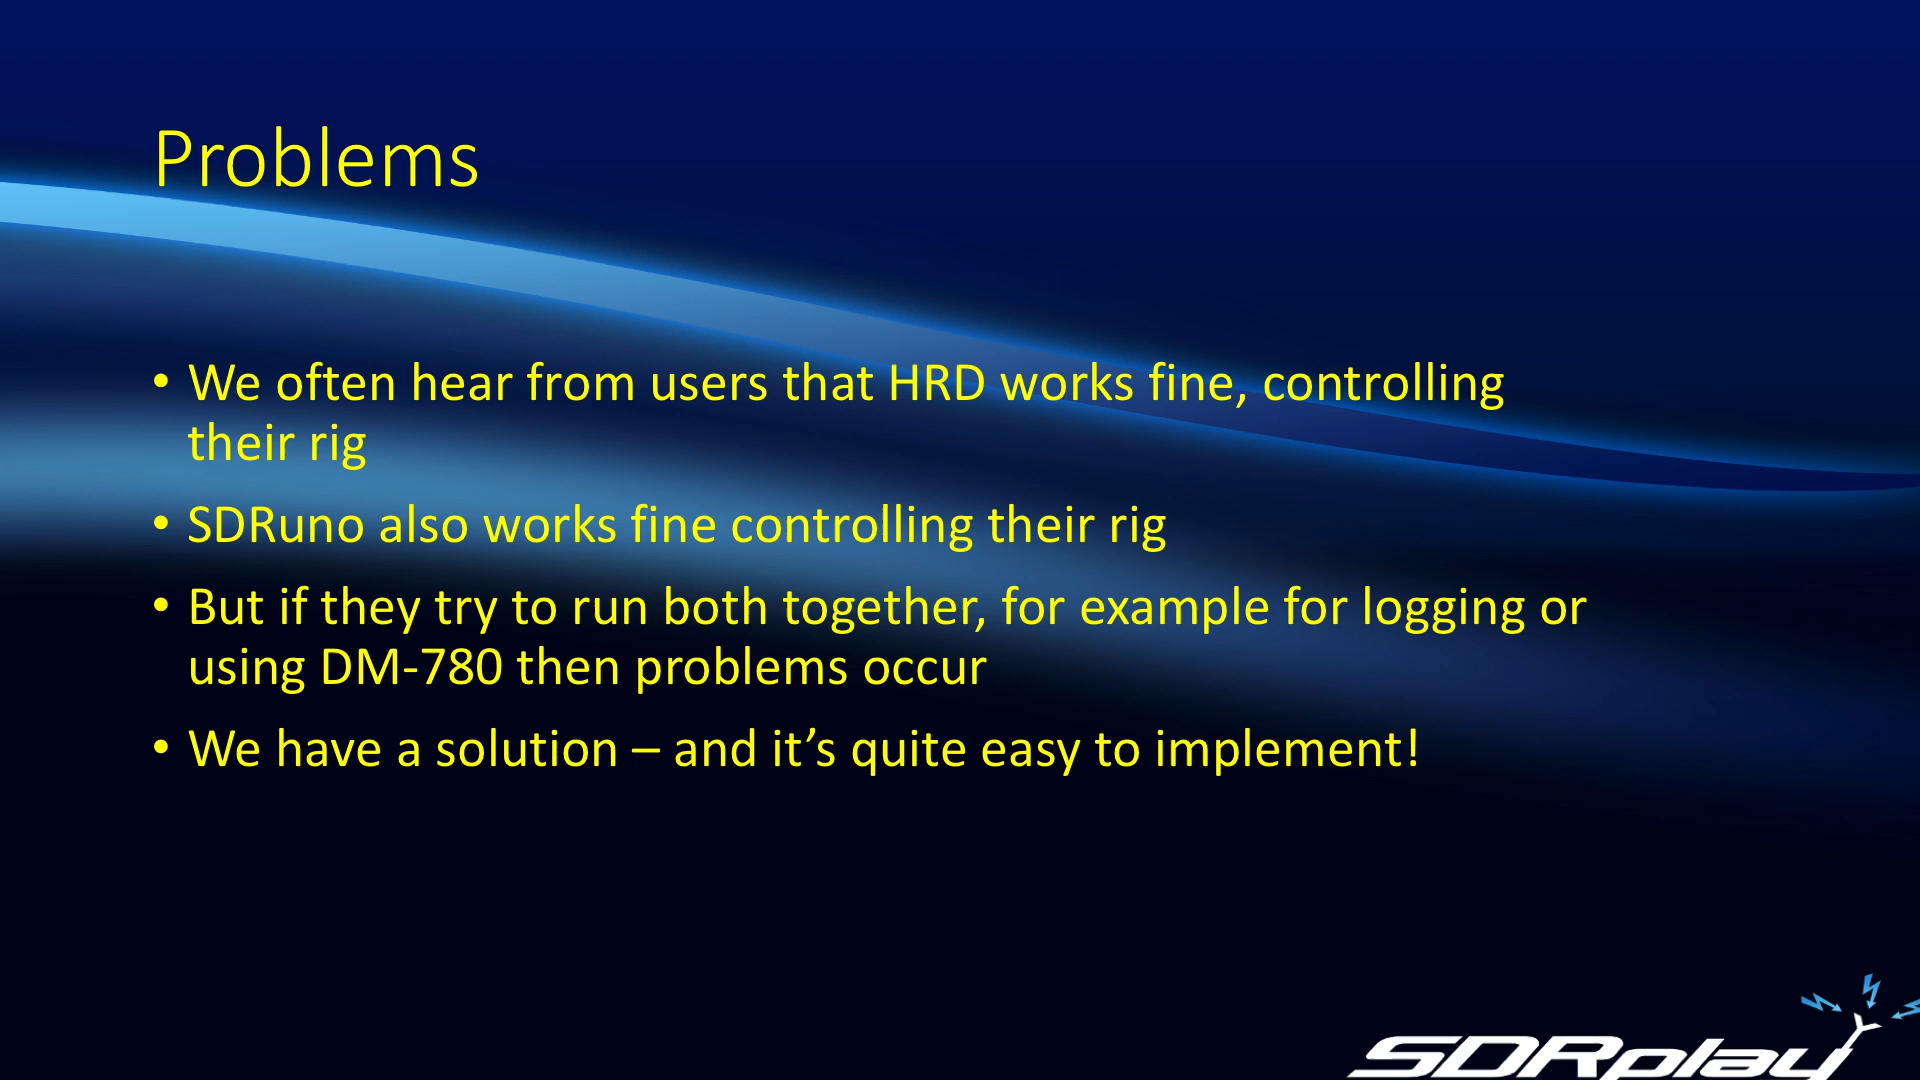 Problems
• We often hear from users that HRD works fine, controlling
their rig
• SDRuno also works fine controlling their rig
• But if they try to run both together, for example for logging or
using DM-780 then problems occur
• We have a solution – and it’s quite easy to implement!
SDRplay